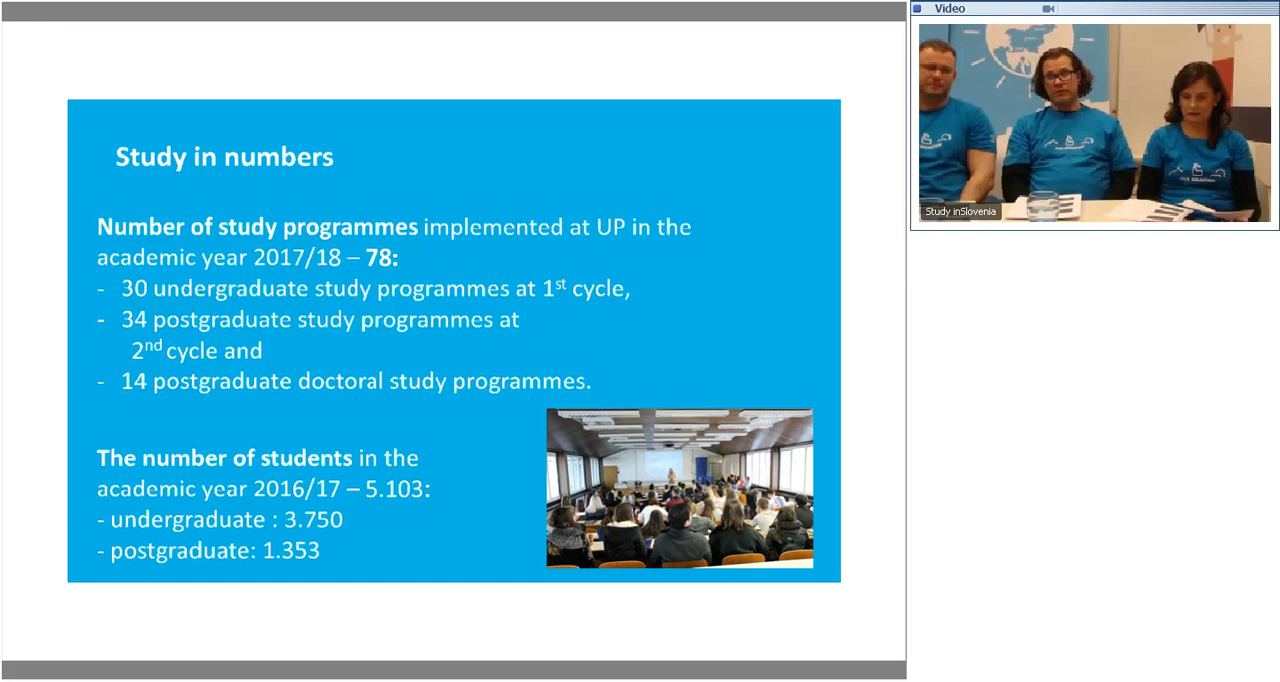 Study in numbers
Number of study programmes implemented at UP in the
academic year 2017/18 – 78:
- 30 undergraduate study programmes at 1st cycle,
- 34 postgraduate study programmes at
2nd cycle and
- 14 postgraduate doctoral study programmes.
The number of students in the
academic year 2016/17 – 5.103:
- undergraduate : 3.750
- postgraduate: 1.353
Video
Study inSlovenia